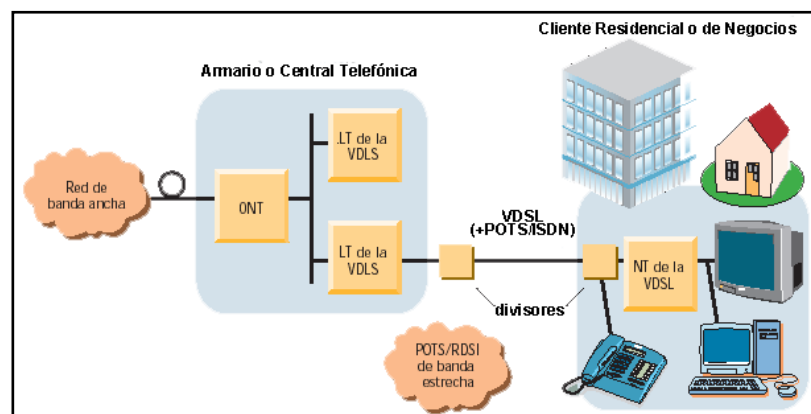 Cliente Residencial o de Negocios
Armario o Central Telefónica
LT de la
VDLS
Red de
banda ancha
ONT
LT de la
VDLS
VDSL
(+POTS/ISDN)
NT de la
VDSL
divisores
POTS/RDSI
de banda
estrecha